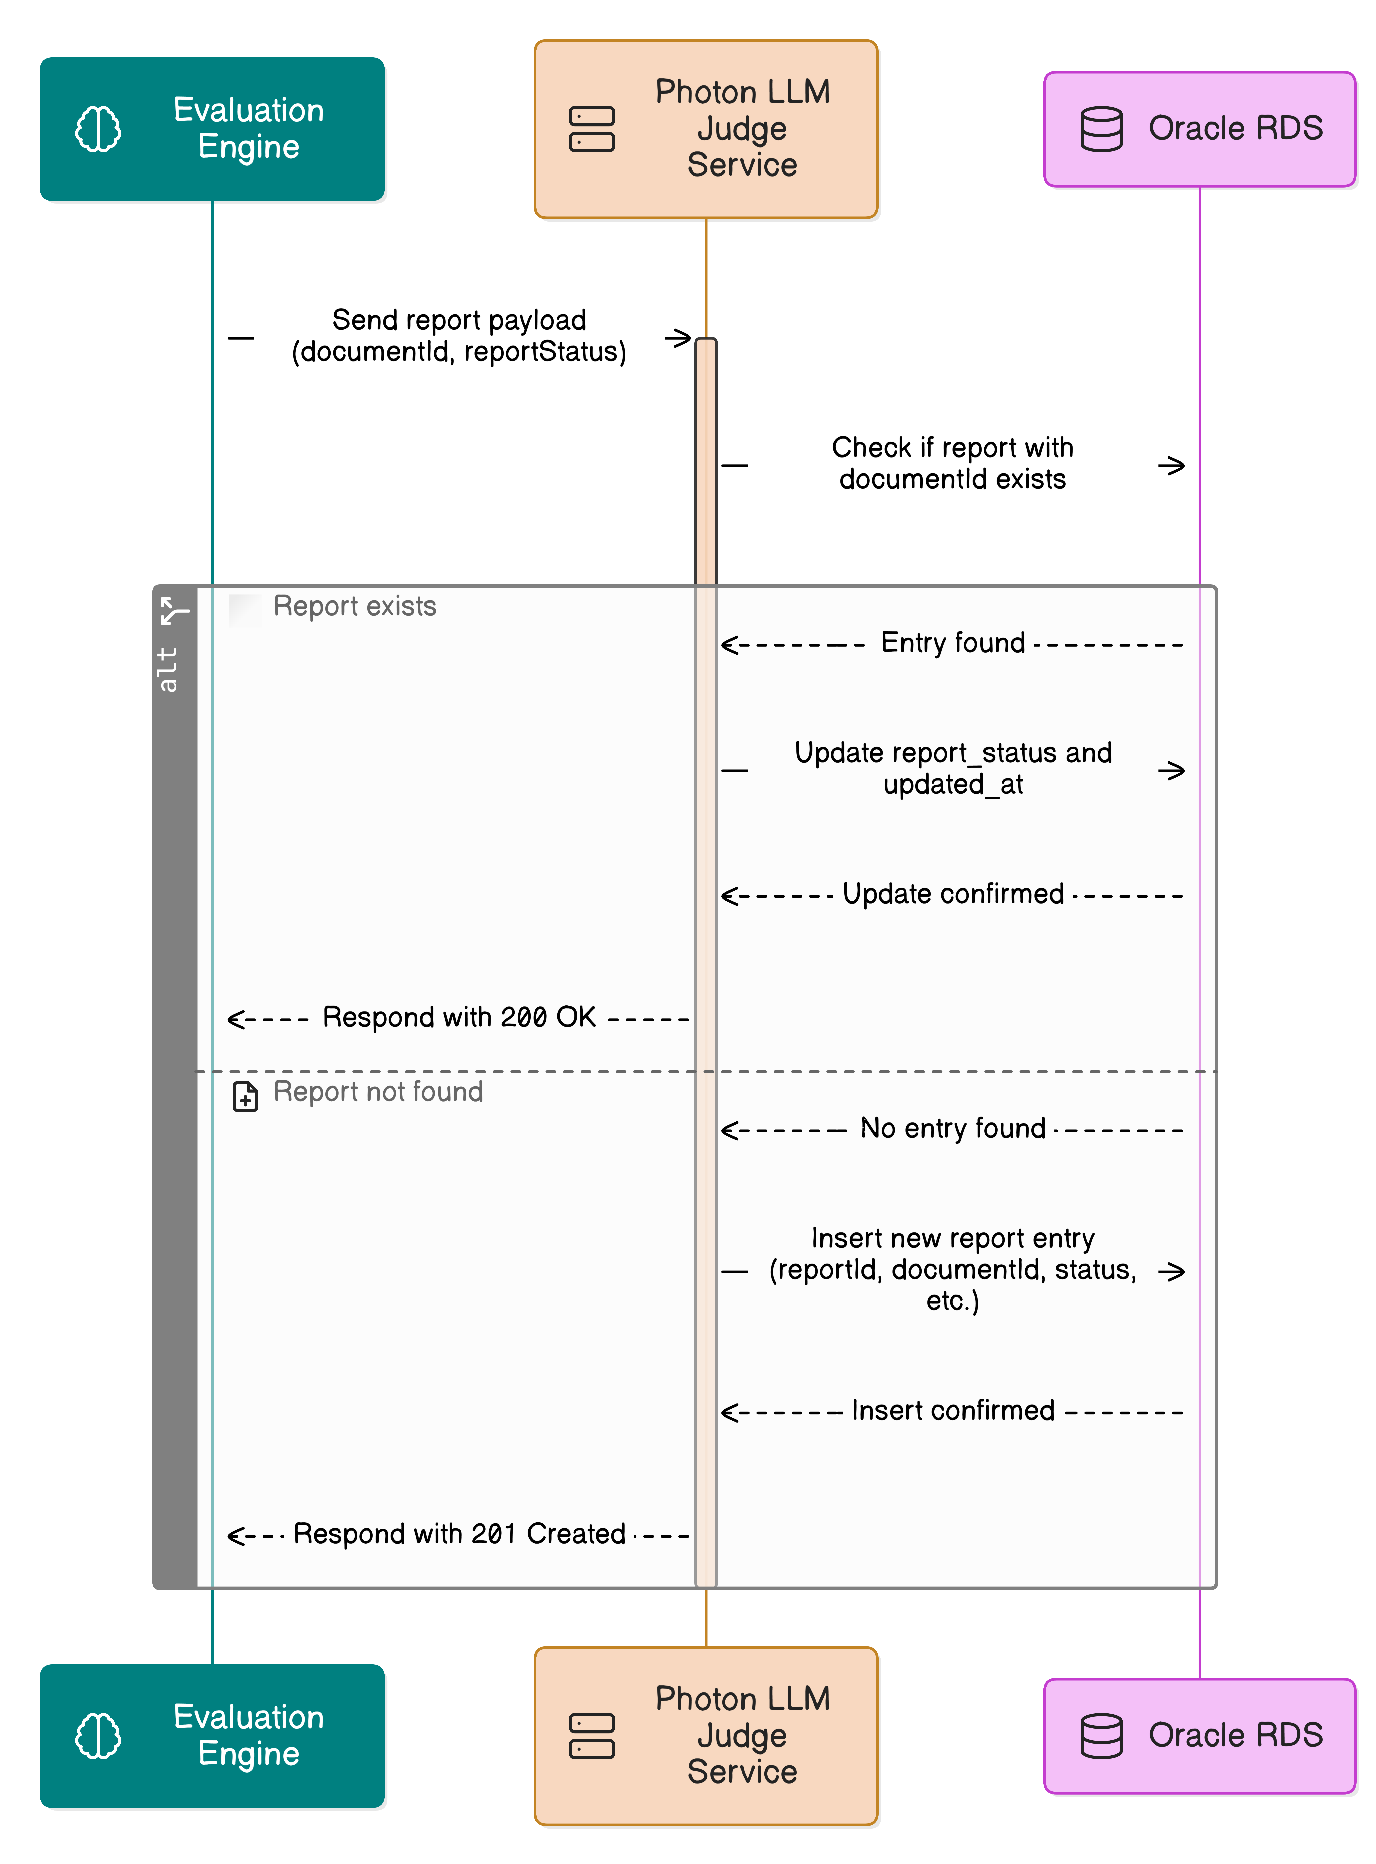 Evaluation
Engine
Photon LLM
Judge
Service
Oracle RDS
Send report payload
(documentId, reportStatus)
Check if report with
documentId exists
alt
Report exists
Entry found
Update report_status and
updated_at
Update confirmed
Respond with 200 OK
Report not found
No entry found
Insert new report entry
(reportId, documentId, status,
etc.)
Insert confirmed
Respond with 201 Created
Evaluation
Engine
Photon LLM
Judge
Service
Oracle RDS